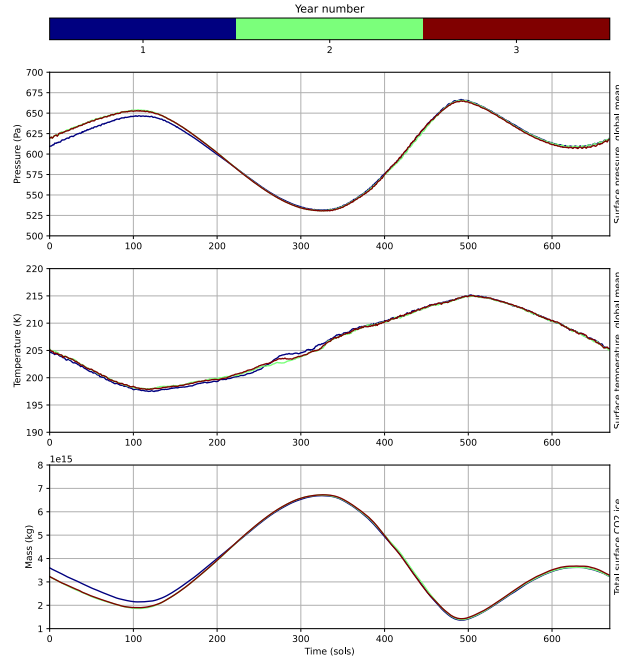 Year number
1 2 3
700
675
650
625
600
575
550
525
500
Pressure (Pa)
Surface pressure, global mean
0 100 200 300 400 500 600
220
215
210
205
200
195
190
Temperature (K)
Surface temperature, global mean
0 100 200 300 400 500 600
1e15
8
7
6
5
4
3
2
1
Mass (kg)
Total surface CO2 ice
0 100 200 300 400 500 600
Time (sols)